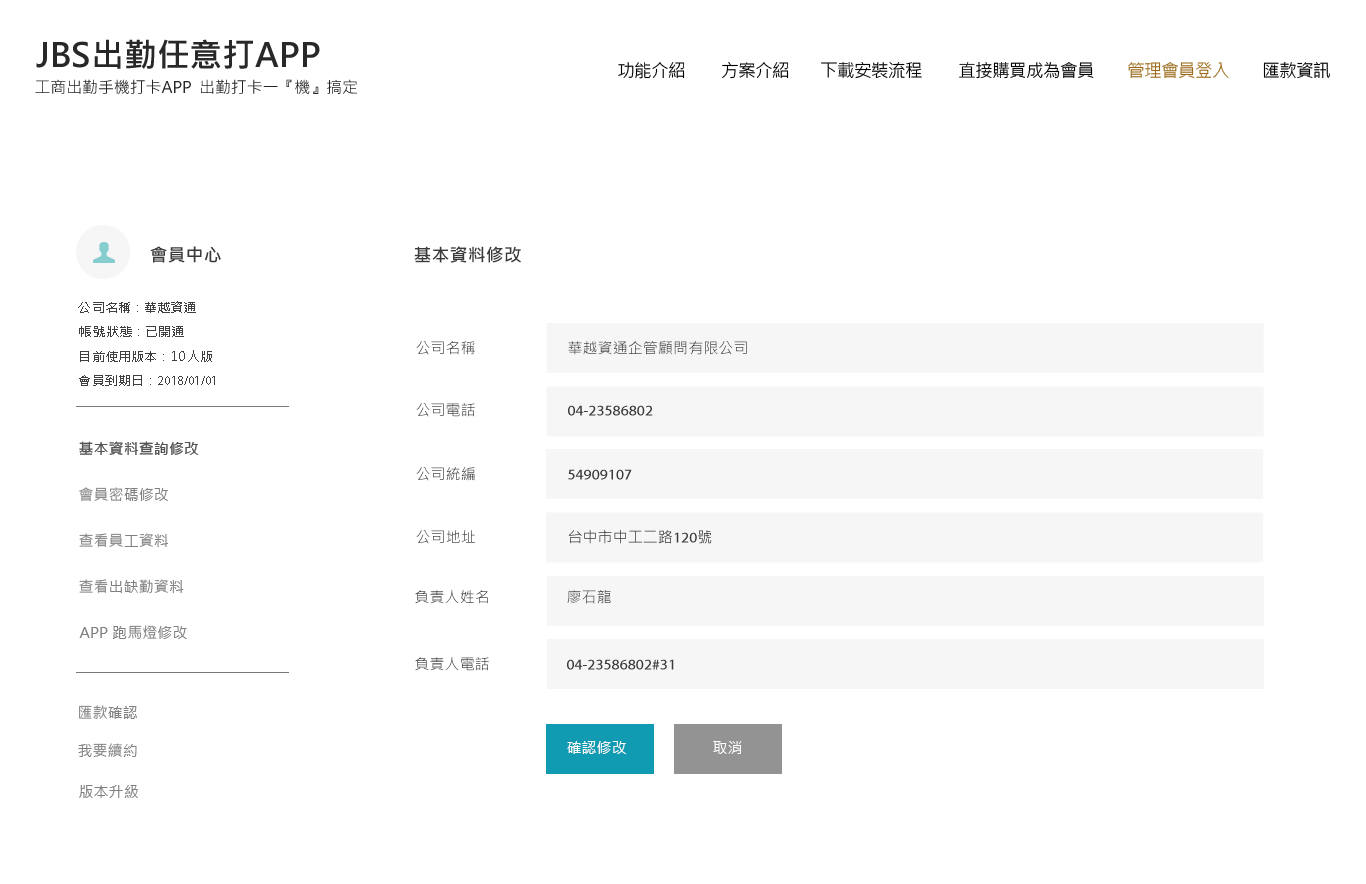 JBS出勤任意打APP
工商出勤手機打卡APP 出勤打卡一『機』搞定
功能介紹 方案介紹 下載安裝流程 直接購買成為會員 管理會員登入 匯款資訊
會員中心
公司名稱：華越資通
帳號狀態：已開通
目前使用版本：10人版
會員到期日：2018/01/01
基本資料查詢修改
會員密碼修改
查看員工資料
查看出缺勤資料
APP 跑馬燈修改
匯款確認
我要續約
版本升級
基本資料修改
公司名稱 華越資通企管顧問有限公司
公司電話 04-23586802
公司統編 54909107
公司地址 台中市中工二路120號
負責人姓名 廖石龍
負責人電話 04-23586802#31
確認修改 取消